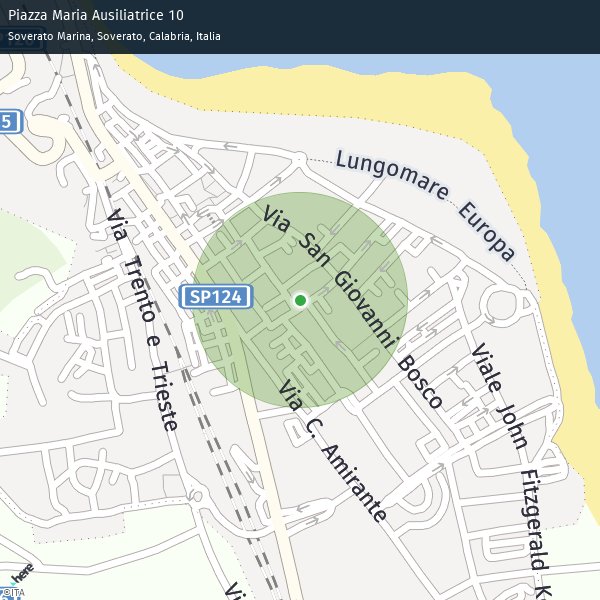 Piazza Maria Ausiliatrice 10
Soverato Marina, Soverato, Calabria, Italia
5
Lungomare Europa
Via San Giovanni Bosco
Via Trento e Trieste
SP124
Viale John Fitzgerald K
Via C. Amirante
here
Vi
©ITA